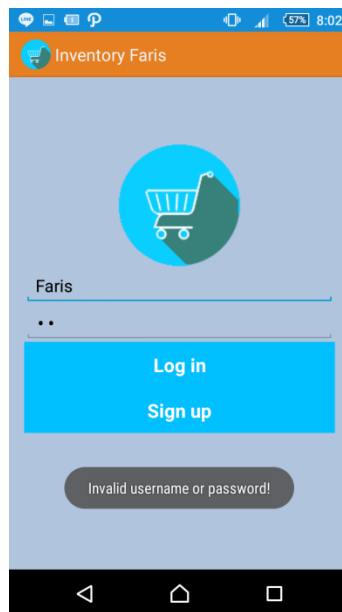 57% 8:02
Inventory Faris
Faris
Log in
Sign up
Invalid username or password!